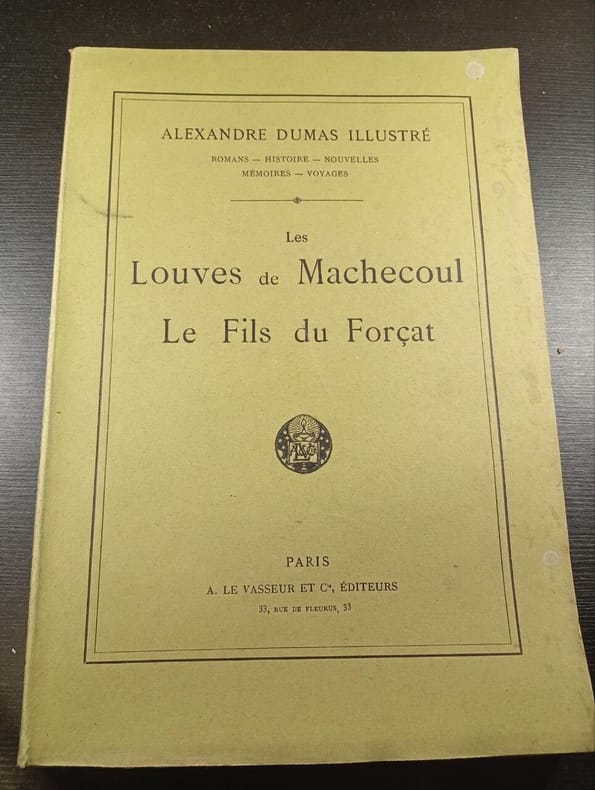 ALEXANDRE DUMAS ILLUSTRÉ
ROMANS — HISTOIRE — NOUVELLES
MÉMOIRES — VOYAGES
Les
Louves de Machecoul
Le Fils du Forçat
PARIS
A. LE VASSEUR ET Cie, ÉDITEURS
33, RUE DE FLEURUS, 33